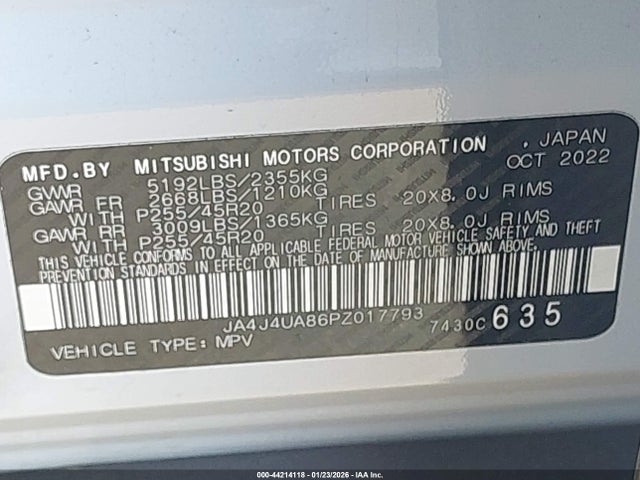 MFD.BY MITSUBISHI MOTORS CORPORATION , JAPAN
GVWR 5192LBS/2355KG OCT 2022
GAWR FR 2668LBS/1210KG
WITH P255/45R20 TIRES 20X8.0J RIMS
GAWR RR 3009LBS/1365KG
WITH P255/45R20 TIRES 20X8.0J RIMS
THIS VEHICLE CONFORMS TO ALL APPLICABLE FEDERAL MOTOR VEHICLE SAFETY AND THEFT
PREVENTION STANDARDS IN EFFECT ON THE DATE OF MANUFACTURE SHOWN ABOVE.
JA4J4UA86PZ017793
7430C 635
VEHICLE TYPE: MPV
000-44214118 - 01/23/2026 - IAA Inc.